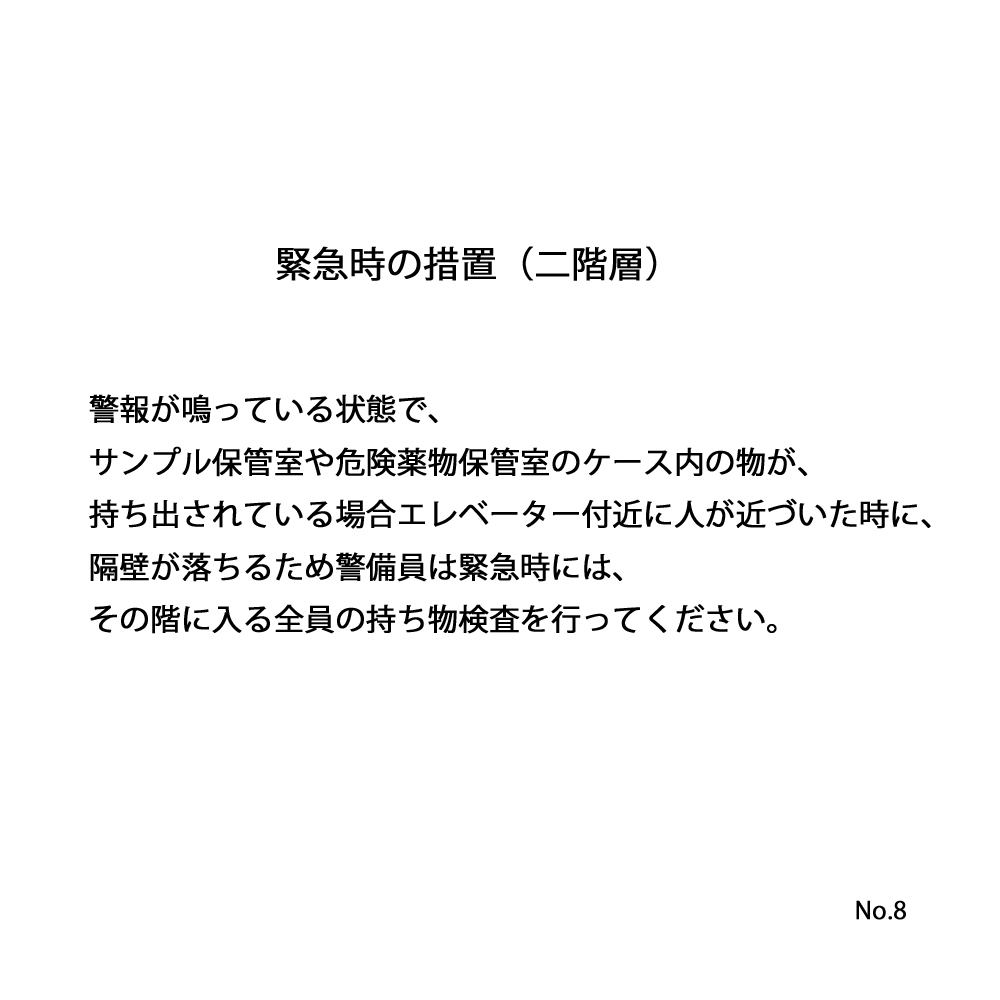 緊急時の措置（二階層）
警報が鳴っている状態で、
サンプル保管室や危険薬物保管室のケース内の物が、
持ち出されている場合エレベーター付近に人が近づいた時に、
隔壁が落ちるため警備員は緊急時には、
その階に入る全員の持ち物検査を行ってください。
No.8